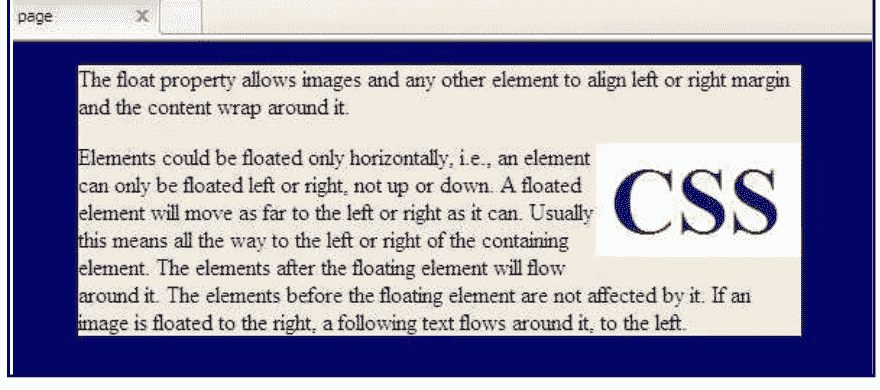 page X
The float property allows images and any other element to align left or right margin
and the content wrap around it.
Elements could be floated only horizontally, i.e., an element
can only be floated left or right, not up or down. A floated
element will move as far to the left or right as it can. Usually
this means all the way to the left or right of the containing
element. The elements after the floating element will flow
around it. The elements before the floating element are not affected by it. If an
image is floated to the right, a following text flows around it, to the left.
CSS